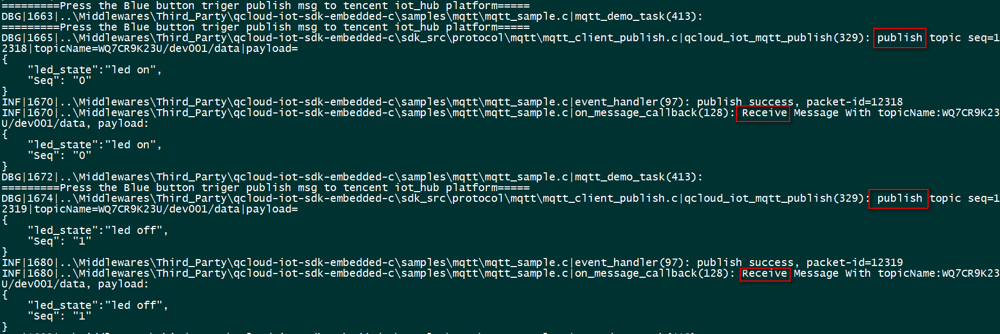 =========Press the Blue button triger publish msg to tencent iot_hub platform=====
DBG|1663|..\Middlewares\Third_Party\qcloud-iot-sdk-embedded-c\samples\mqtt\mqtt_sample.c|mqtt_demo_task(413):
=========Press the Blue button triger publish msg to tencent iot_hub platform=====
DBG|1665|..\Middlewares\Third_Party\qcloud-iot-sdk-embedded-c\sdk_src\protocol\mqtt\mqtt_client_publish.c|qcloud_iot_mqtt_publish(329): publish topic seq=1
2318|topicName=WQ7CR9K23U/dev001/data|payload=
{
    "led_state":"led on",
    "Seq": "0"
}
INF|1670|..\Middlewares\Third_Party\qcloud-iot-sdk-embedded-c\samples\mqtt\mqtt_sample.c|event_handler(97): publish success, packet-id=12318
INF|1670|..\Middlewares\Third_Party\qcloud-iot-sdk-embedded-c\samples\mqtt\mqtt_sample.c|on_message_callback(128): Receive Message With topicName:WQ7CR9K23
U/dev001/data, payload:
{
    "led_state":"led on",
    "Seq": "0"
}
DBG|1672|..\Middlewares\Third_Party\qcloud-iot-sdk-embedded-c\samples\mqtt\mqtt_sample.c|mqtt_demo_task(413):
=========Press the Blue button triger publish msg to tencent iot_hub platform=====
DBG|1674|..\Middlewares\Third_Party\qcloud-iot-sdk-embedded-c\sdk_src\protocol\mqtt\mqtt_client_publish.c|qcloud_iot_mqtt_publish(329): publish topic seq=1
2319|topicName=WQ7CR9K23U/dev001/data|payload=
{
    "led_state":"led off",
    "Seq": "1"
}
INF|1680|..\Middlewares\Third_Party\qcloud-iot-sdk-embedded-c\samples\mqtt\mqtt_sample.c|event_handler(97): publish success, packet-id=12319
INF|1680|..\Middlewares\Third_Party\qcloud-iot-sdk-embedded-c\samples\mqtt\mqtt_sample.c|on_message_callback(128): Receive Message With topicName:WQ7CR9K23
U/dev001/data, payload:
{
    "led_state":"led off",
    "Seq": "1"
}